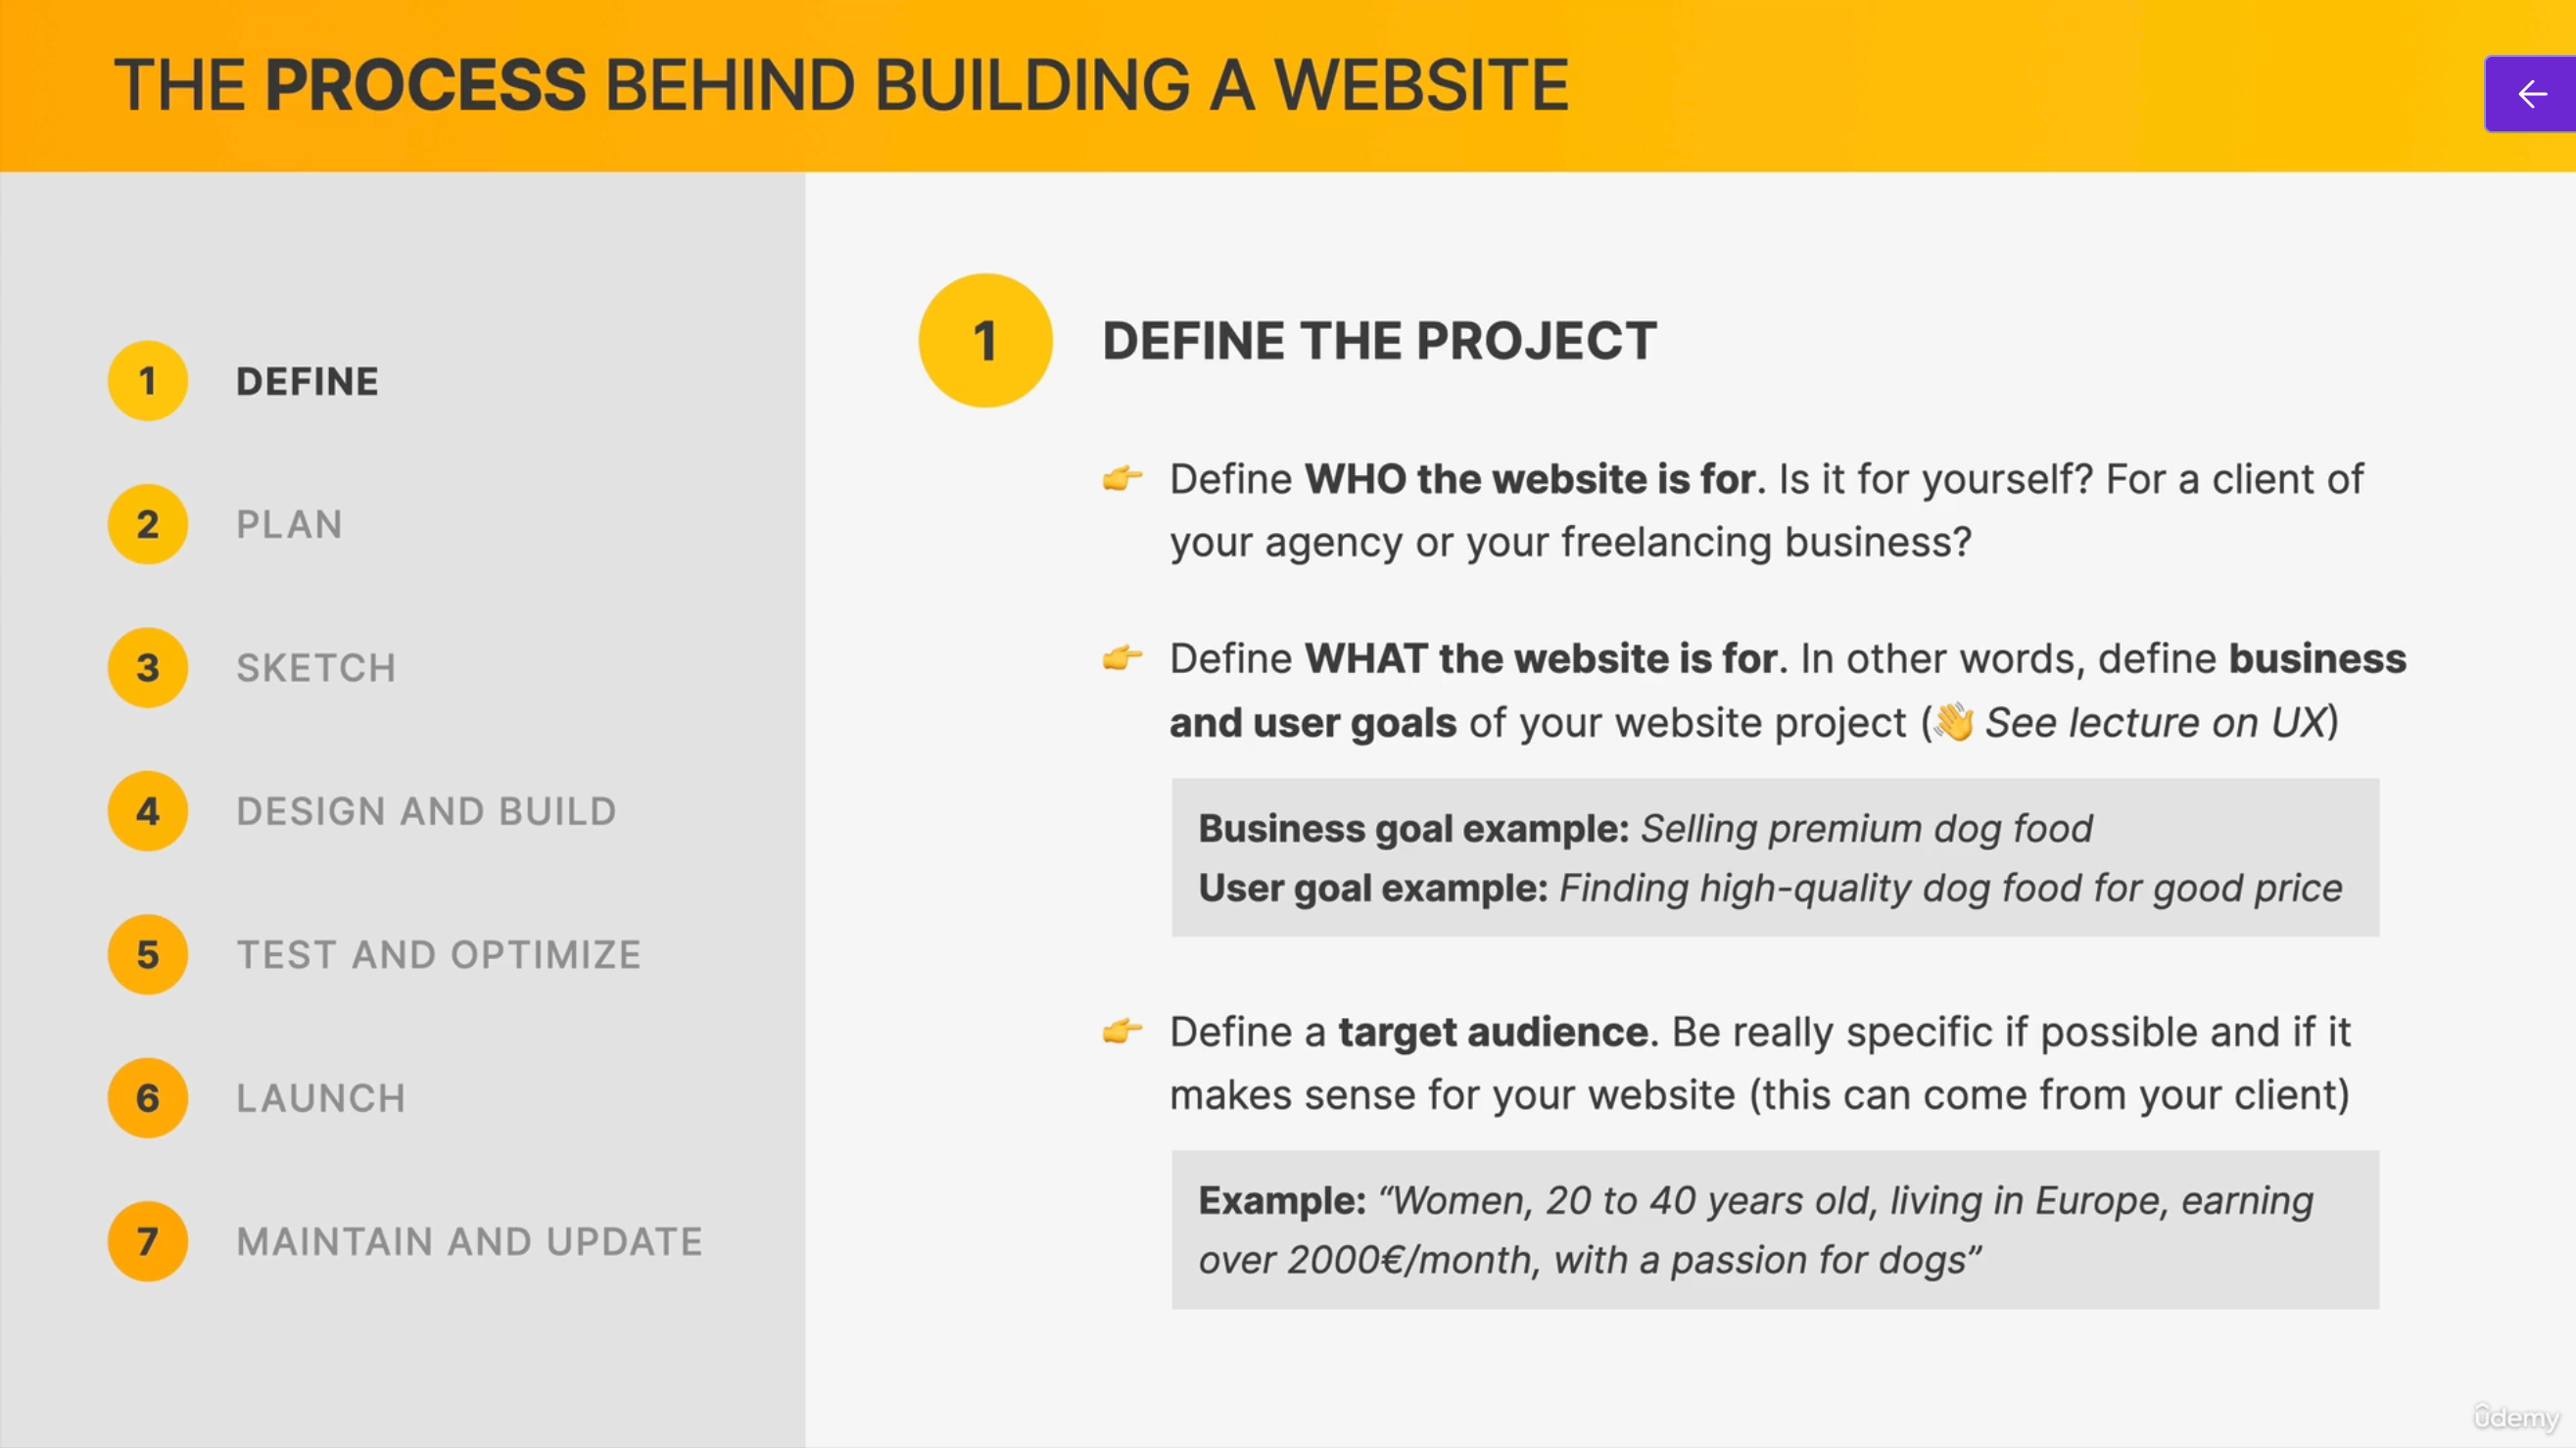 THE PROCESS BEHIND BUILDING A WEBSITE
1 DEFINE
2 PLAN
3 SKETCH
4 DESIGN AND BUILD
5 TEST AND OPTIMIZE
6 LAUNCH
7 MAINTAIN AND UPDATE
1 DEFINE THE PROJECT
👉 Define WHO the website is for. Is it for yourself? For a client of
your agency or your freelancing business?
👉 Define WHAT the website is for. In other words, define business
and user goals of your website project (👋 See lecture on UX)
Business goal example: Selling premium dog food
User goal example: Finding high-quality dog food for good price
👉 Define a target audience. Be really specific if possible and if it
makes sense for your website (this can come from your client)
Example: “Women, 20 to 40 years old, living in Europe, earning
over 2000€/month, with a passion for dogs”
ûdemy